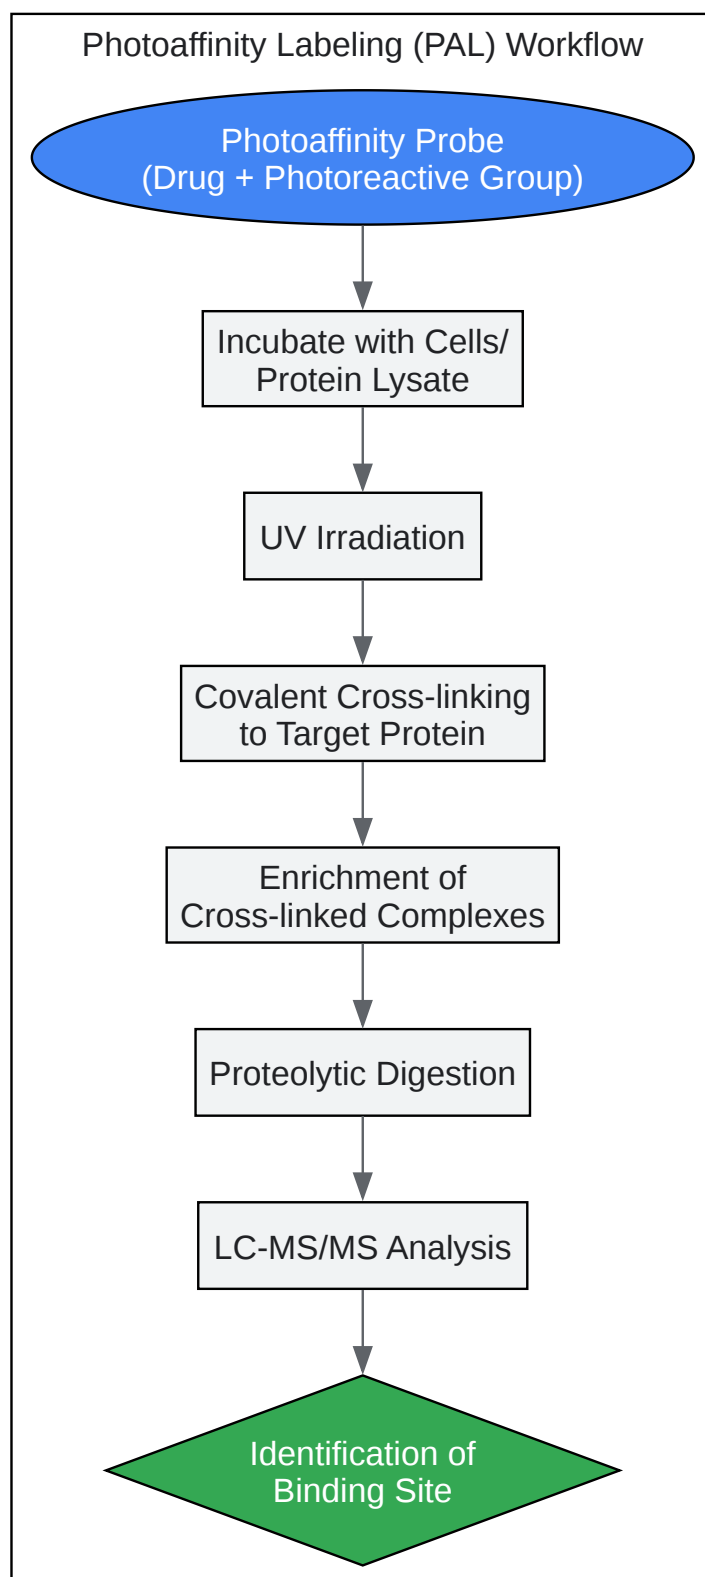 Photoaffinity Labeling (PAL) Workflow
Photoaffinity Probe
(Drug + Photoreactive Group)
Incubate with Cells/
Protein Lysate
UV Irradiation
Covalent Cross-linking
to Target Protein
Enrichment of
Cross-linked Complexes
Proteolytic Digestion
LC-MS/MS Analysis
Identification of
Binding Site